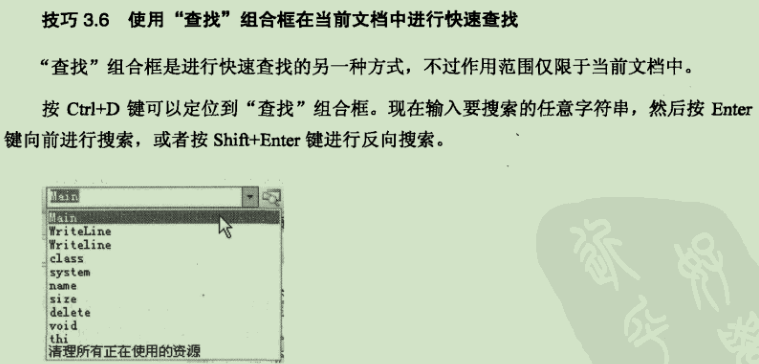 技巧 3.6 使用“查找”组合框在当前文档中进行快速查找
“查找”组合框是进行快速查找的另一种方式，不过作用范围仅限于当前文档中。
按 Ctrl+D 键可以定位到“查找”组合框。现在输入要搜索的任意字符串，然后按 Enter
键向前进行搜索，或者按 Shift+Enter 键进行反向搜索。
Main
Main
WriteLine
Writeline
class
system
name
size
delete
void
thi
清理所有正在使用的资源